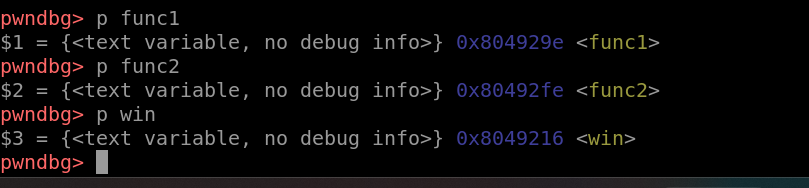 pwndbg> p func1
$1 = {<text variable, no debug info>} 0x804929e <func1>
pwndbg> p func2
$2 = {<text variable, no debug info>} 0x80492fe <func2>
pwndbg> p win
$3 = {<text variable, no debug info>} 0x8049216 <win>
pwndbg>